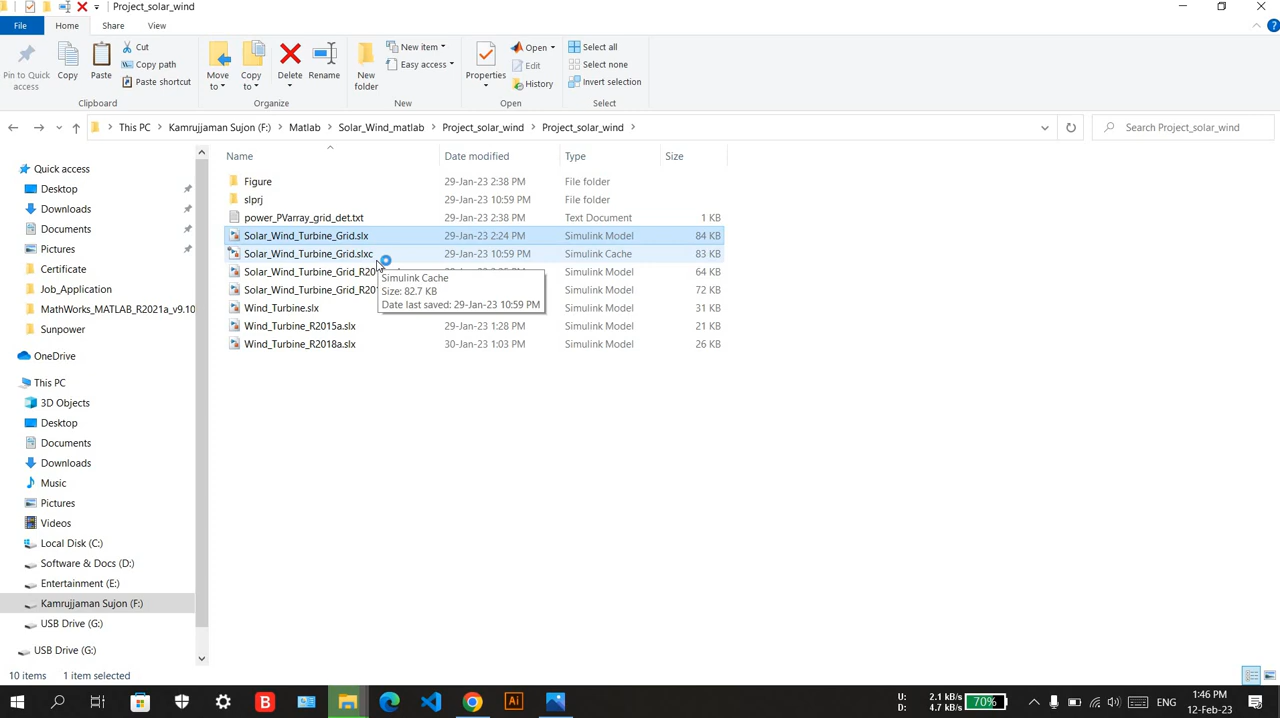 Project_solar_wind
File
Home
Share
View
Pin to Quick access
Copy
Paste
Cut
Copy path
Paste shortcut
Clipboard
Move to
Copy to
Delete
Rename
Organize
New folder
New item
Easy access
New
Properties
Open
Edit
History
Open
Select all
Select none
Invert selection
Select
This PC Kamrujjaman Sujon (F:) Matlab Solar_Wind_matlab Project_solar_wind Project_solar_wind
Search Project_solar_wind
Name Date modified Type Size
Figure 29-Jan-23 2:38 PM File folder
slprj 29-Jan-23 10:59 PM File folder
power_PVarray_grid_det.txt 29-Jan-23 2:38 PM Text Document 1 KB
Solar_Wind_Turbine_Grid.slx 29-Jan-23 2:24 PM Simulink Model 84 KB
Solar_Wind_Turbine_Grid.slxc 29-Jan-23 10:59 PM Simulink Cache 83 KB
Solar_Wind_Turbine_Grid_R20 Simulink Model 64 KB
Solar_Wind_Turbine_Grid_R20 Simulink Model 72 KB
Wind_Turbine.slx Simulink Model 31 KB
Wind_Turbine_R2015a.slx 29-Jan-23 1:28 PM Simulink Model 21 KB
Wind_Turbine_R2018a.slx 30-Jan-23 1:03 PM Simulink Model 26 KB
Simulink Cache
Size: 82.7 KB
Date last saved: 29-Jan-23 10:59 PM
Quick access
Desktop
Downloads
Documents
Pictures
Certificate
Job_Application
MathWorks_MATLAB_R2021a_v9.10
Sunpower
OneDrive
This PC
3D Objects
Desktop
Documents
Downloads
Music
Pictures
Videos
Local Disk (C:)
Software & Docs (D:)
Entertainment (E:)
Kamrujjaman Sujon (F:)
USB Drive (G:)
USB Drive (G:)
10 items 1 item selected
U: 2.1 kB/s
D: 4.7 kB/s
70%
ENG
1:46 PM
12-Feb-23